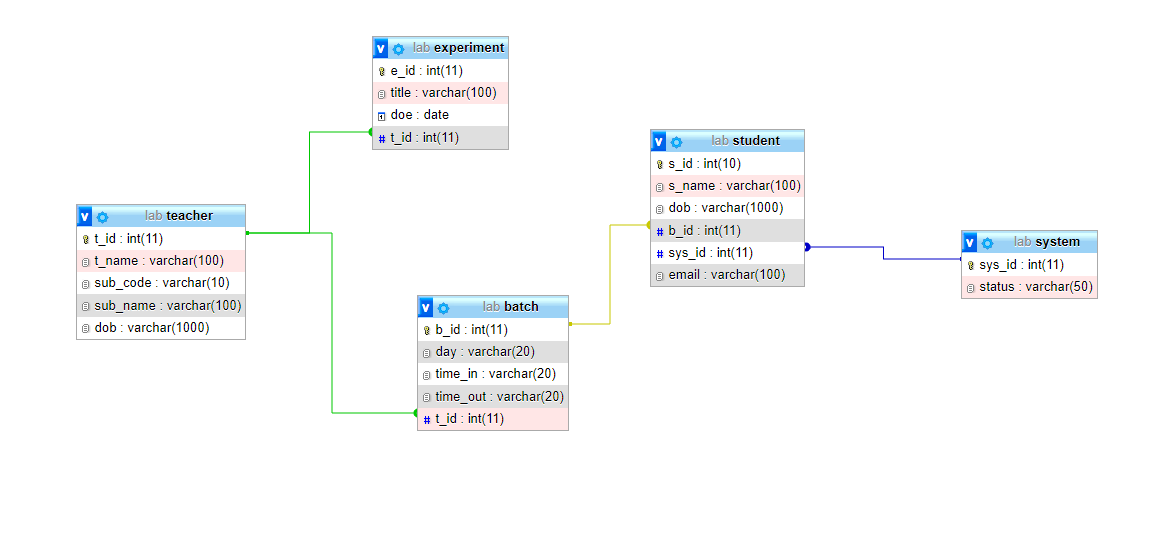 lab experiment
e_id : int(11)
title : varchar(100)
doe : date
# t_id : int(11)
lab teacher
t_id : int(11)
t_name : varchar(100)
sub_code : varchar(10)
sub_name : varchar(100)
dob : varchar(1000)
lab batch
b_id : int(11)
day : varchar(20)
time_in : varchar(20)
time_out : varchar(20)
# t_id : int(11)
lab student
s_id : int(10)
s_name : varchar(100)
dob : varchar(1000)
# b_id : int(11)
# sys_id : int(11)
email : varchar(100)
lab system
sys_id : int(11)
status : varchar(50)